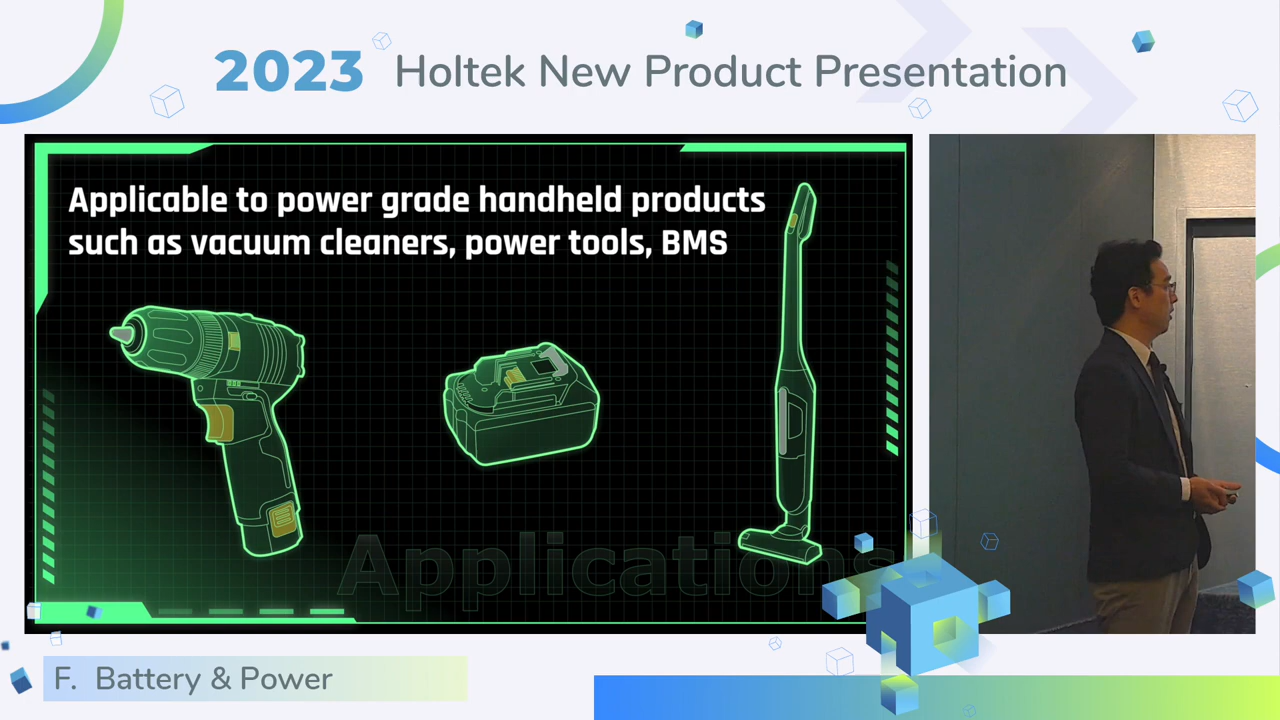 2023 Holtek New Product Presentation
Applicable to power grade handheld products
such as vacuum cleaners, power tools, BMS
Applications
F. Battery & Power